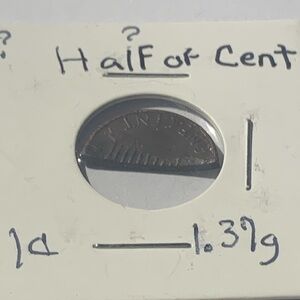 ? ?
Half of Cent
1¢ — 1.37g